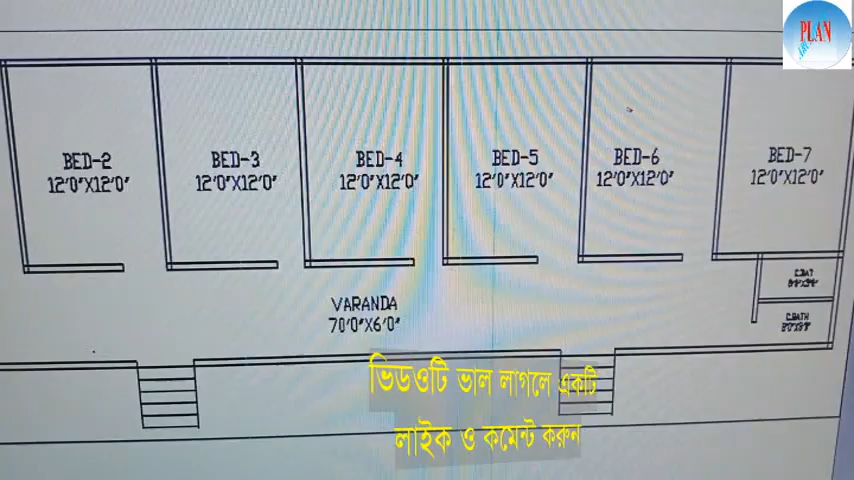 PLAN
BED-2
12'0"X12'0"
BED-3
12'0"X12'0"
BED-4
12'0"X12'0"
BED-5
12'0"X12'0"
BED-6
12'0"X12'0"
BED-7
12'0"X12'0"
C.BATH
VARANDA
70'0"X6'0"
ভিডিওটি ভাল লাগলে একটি
লাইক ও কমেন্ট করুন